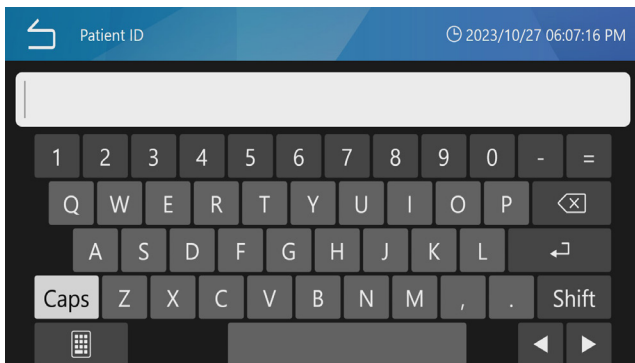 Patient ID 2023/10/27 06:07:16 PM
1 2 3 4 5 6 7 8 9 0 - =
Q W E R T Y U I O P
A S D F G H J K L
Caps Z X C V B N M , . Shift